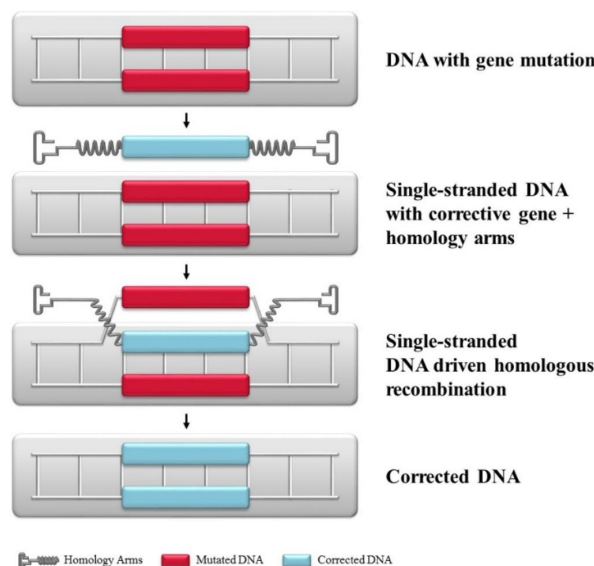 DNA with gene mutation
Single-stranded DNA
with corrective gene +
homology arms
Single-stranded
DNA driven homologous
recombination
Corrected DNA
Homology Arms
Mutated DNA
Corrected DNA